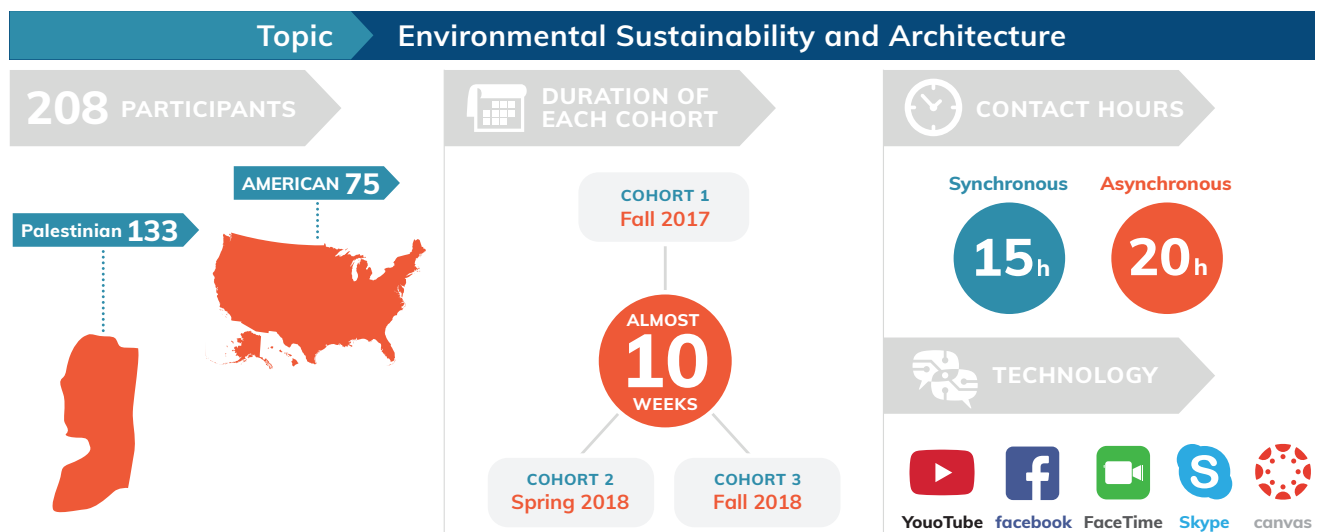 Topic Environmental Sustainability and Architecture
208 PARTICIPANTS
AMERICAN 75
Palestinian 133
DURATION OF
EACH COHORT
COHORT 1
Fall 2017
ALMOST
10
WEEKS
COHORT 2
Spring 2018
COHORT 3
Fall 2018
CONTACT HOURS
Synchronous
15h
Asynchronous
20h
TECHNOLOGY
YouoTube
facebook
FaceTime
Skype
canvas